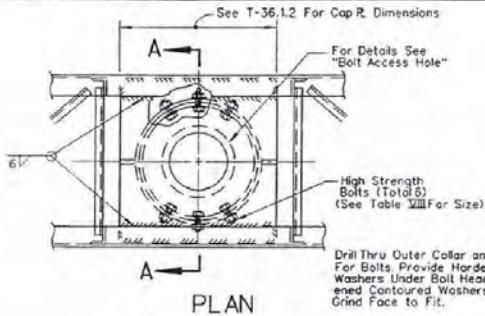 See T-36.1.2 For Cap ⅊ Dimensions
A
For Details See
"Bolt Access Hole"
6
High Strength
Bolts (Total 6)
(See Table VIII For Size)
A
Drill Thru Outer Collar an
For Bolts. Provide Harde
Washers Under Bolt Head
ened Contoured Washers
Grind Face to Fit.
PLAN